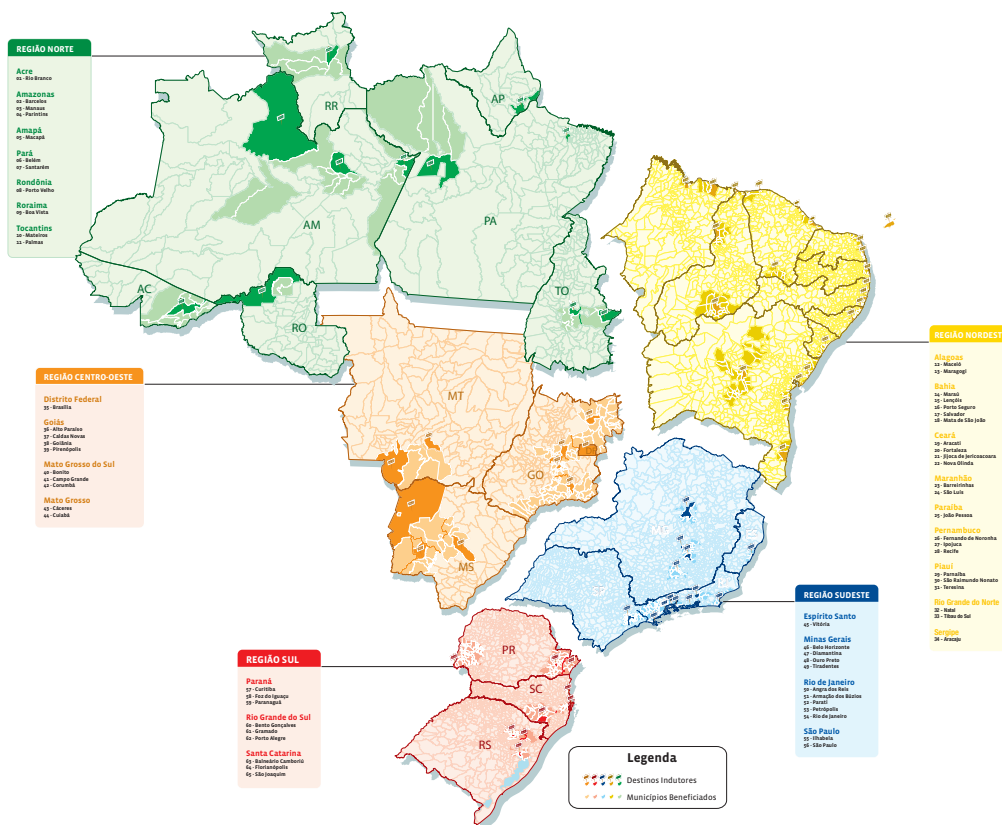 REGIÃO NORTE
Acre
01 - Rio Branco
Amazonas
02 - Barcelos
03 - Manaus
04 - Parintins
Amapá
05 - Macapá
Pará
06 - Belém
07 - Santarém
Rondônia
08 - Porto Velho
Roraima
09 - Boa Vista
Tocantins
10 - Mateiros
11 - Palmas
RR
AP
AM
PA
AC
RO
TO
REGIÃO NORDEST
Alagoas
12 - Maceió
13 - Maragogi
Bahia
14 - Maraú
15 - Lençóis
16 - Porto Seguro
17 - Salvador
18 - Mata de São João
Ceará
19 - Aracati
20 - Fortaleza
21 - Jijoca de Jericoacoara
22 - Nova Olinda
Maranhão
23 - Barreirinhas
24 - São Luís
Paraíba
25 - João Pessoa
Pernambuco
26 - Fernando de Noronha
27 - Ipojuca
28 - Recife
Piauí
29 - Parnaíba
30 - São Raimundo Nonato
31 - Teresina
Rio Grande do Norte
32 - Natal
33 - Tibau do Sul
Sergipe
34 - Aracaju
REGIÃO CENTRO-OESTE
Distrito Federal
35 - Brasília
Goiás
36 - Alto Paraíso
37 - Caldas Novas
38 - Goiânia
39 - Pirenópolis
Mato Grosso do Sul
40 - Bonito
41 - Campo Grande
42 - Corumbá
Mato Grosso
43 - Cáceres
44 - Cuiabá
MT
GO
MS
MG
ES
SP
REGIÃO SUDESTE
Espírito Santo
45 - Vitória
Minas Gerais
46 - Belo Horizonte
47 - Diamantina
48 - Ouro Preto
49 - Tiradentes
Rio de Janeiro
50 - Angra dos Reis
51 - Armação dos Búzios
52 - Parati
53 - Petrópolis
54 - Rio de Janeiro
São Paulo
55 - Ilhabela
56 - São Paulo
REGIÃO SUL
Paraná
57 - Curitiba
58 - Foz do Iguaçu
59 - Paranaguá
Rio Grande do Sul
60 - Bento Gonçalves
61 - Gramado
62 - Porto Alegre
Santa Catarina
63 - Balneário Camboriú
64 - Florianópolis
65 - São Joaquim
PR
SC
RS
Legenda
Destinos Indutores
Municípios Beneficiados